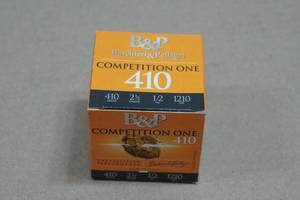 B&P
Baschieri & Pellagri
COMPETITION ONE
410
410 2½ 1/2 1210
B&P
COMPETITION ONE
410
410 2½ 1/2 1210